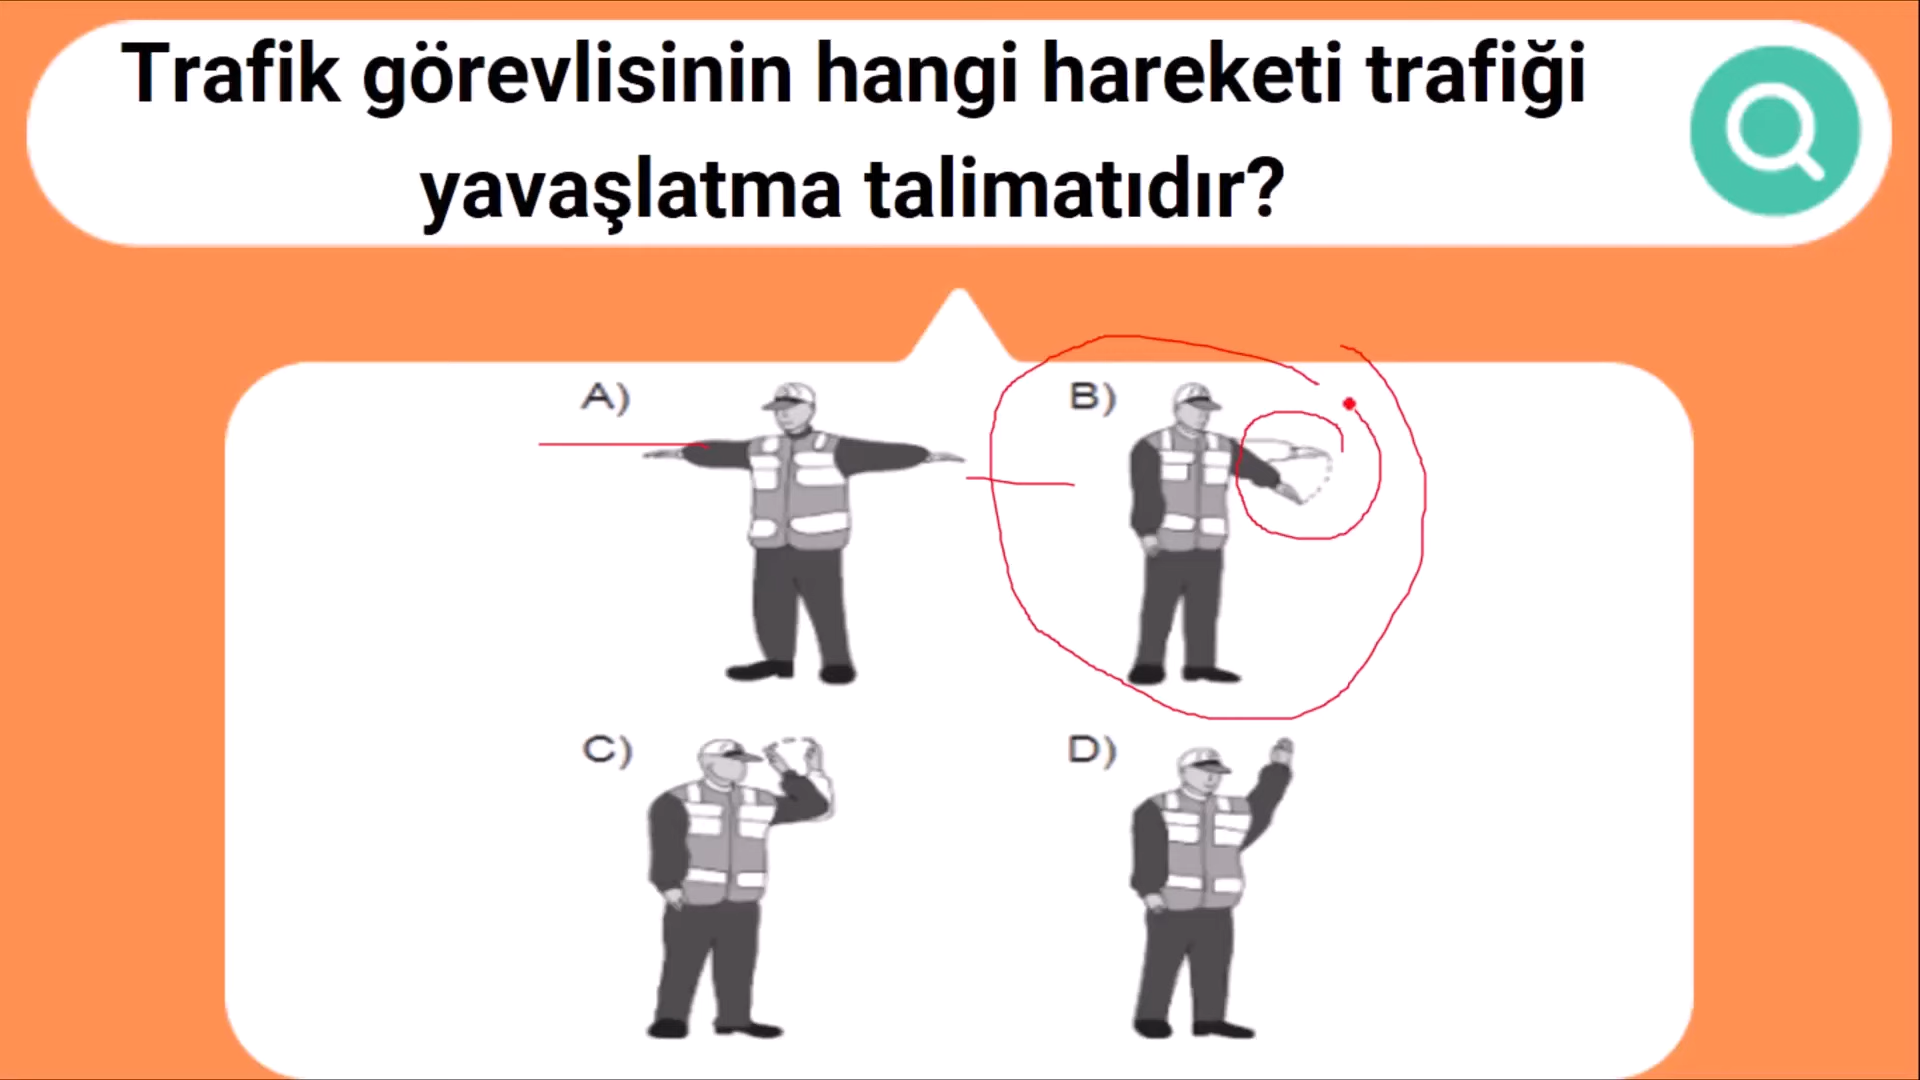 Trafik görevlisinin hangi hareketi trafiği
yavaşlatma talimatıdır?
A)
B)
C)
D)